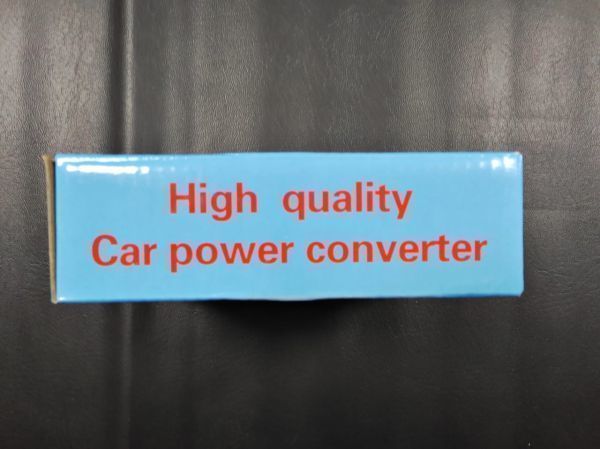 High quality
Car power converter